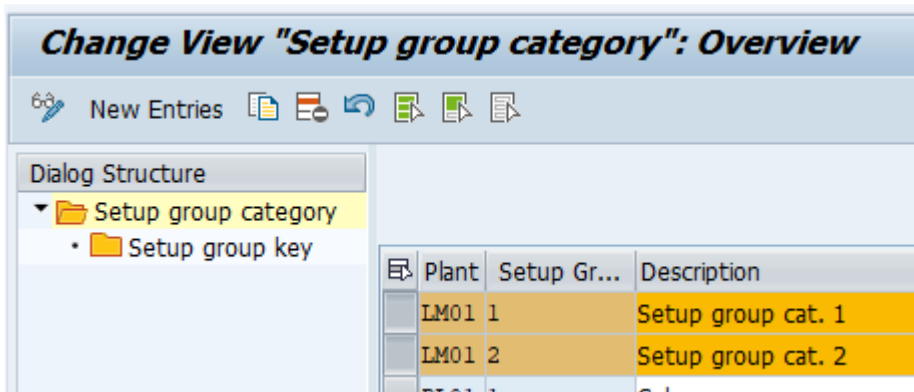 Change View "Setup group category": Overview
New Entries
Dialog Structure
Setup group category
Setup group key
Plant Setup Gr... Description
LM01 1 Setup group cat. 1
LM01 2 Setup group cat. 2